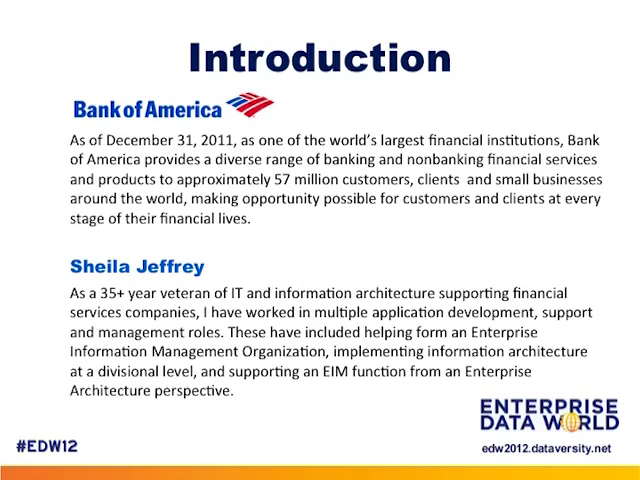 Introduction
Bank of America
As of December 31, 2011, as one of the world's largest financial institutions, Bank
of America provides a diverse range of banking and nonbanking financial services
and products to approximately 57 million customers, clients and small businesses
around the world, making opportunity possible for customers and clients at every
stage of their financial lives.
Sheila Jeffrey
As a 35+ year veteran of IT and information architecture supporting financial
services companies, I have worked in multiple application development, support
and management roles. These have included helping form an Enterprise
Information Management Organization, implementing information architecture
at a divisional level, and supporting an EIM function from an Enterprise
Architecture perspective.
ENTERPRISE
DATA WORLD
#EDW12
edw2012.dataversity.net